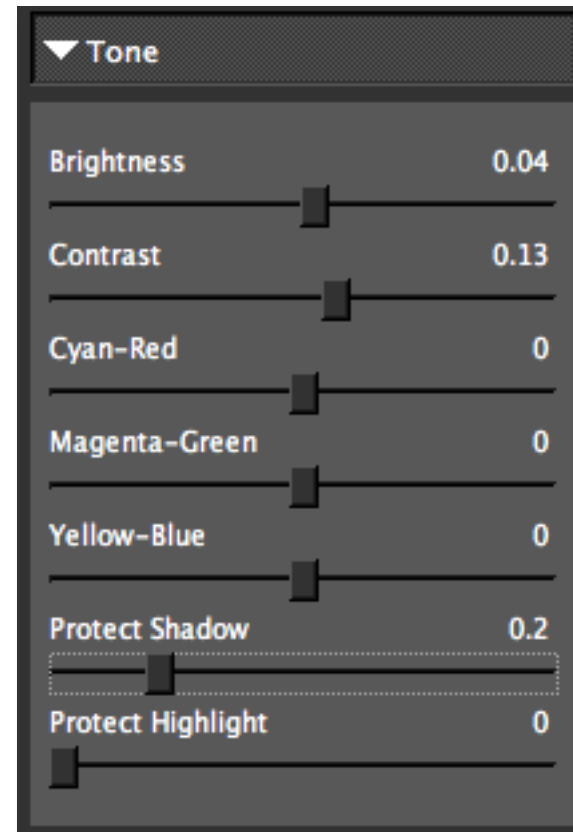 Tone
Brightness 0.04
Contrast 0.13
Cyan-Red 0
Magenta-Green 0
Yellow-Blue 0
Protect Shadow 0.2
Protect Highlight 0